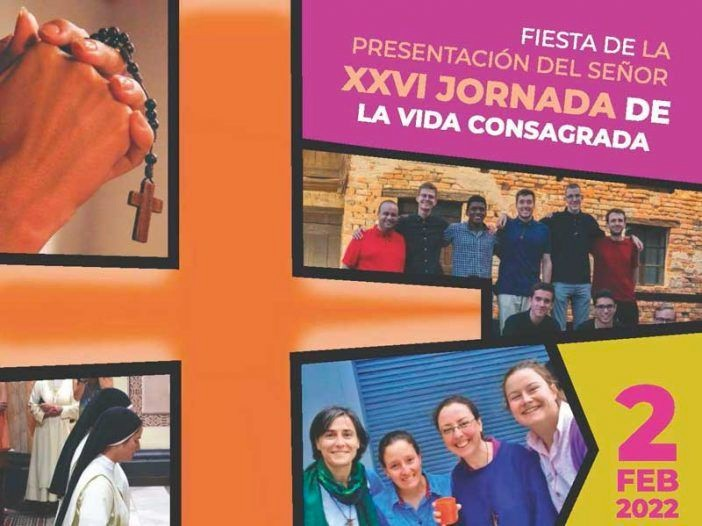 FIESTA DE LA
PRESENTACIÓN DEL SEÑOR
XXVI JORNADA DE
LA VIDA CONSAGRADA
2
FEB
2022